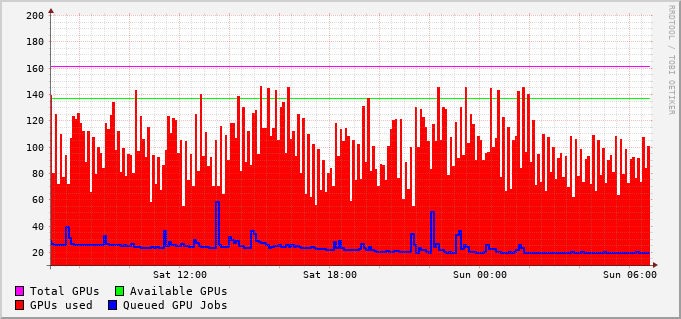 200
180
160
140
120
100
80
60
40
20
Sat 12:00 Sat 18:00 Sun 00:00 Sun 06:00
Total GPUs Available GPUs
GPUs used Queued GPU Jobs
RRDTOOL / TOBI OETIKER